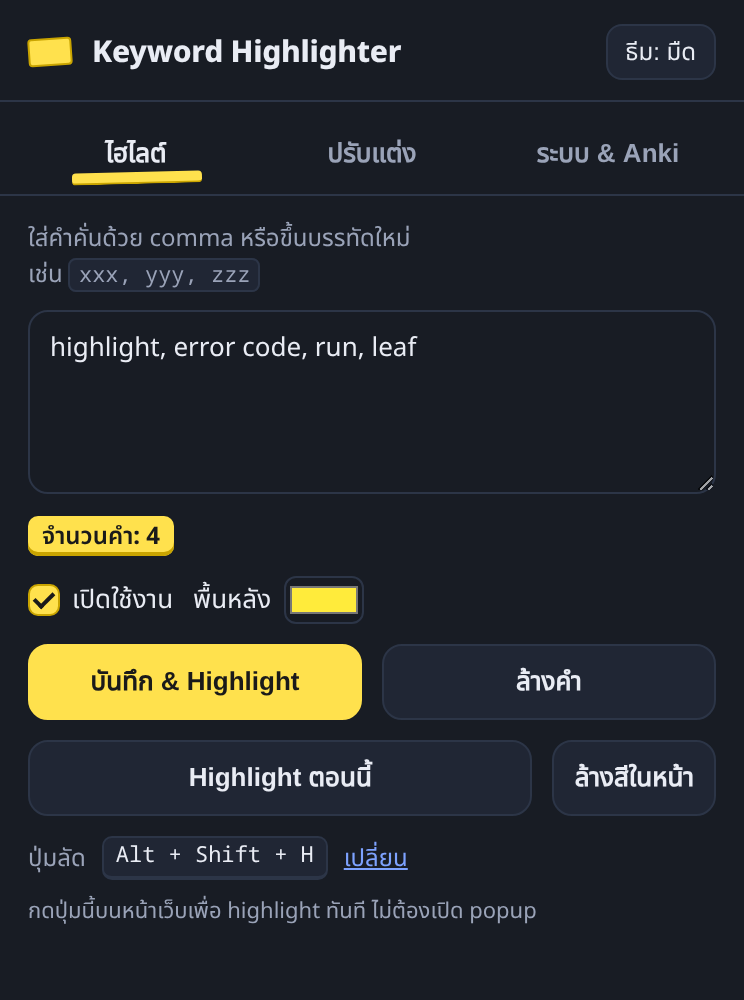 Keyword Highlighter
ธีม: มืด
ไฮไลต์
ปรับแต่ง
ระบบ & Anki
ใส่คำคั่นด้วย comma หรือขึ้นบรรทัดใหม่
เช่น xxx, yyy, zzz
highlight, error code, run, leaf
จำนวนคำ: 4
เปิดใช้งาน พื้นหลัง
บันทึก & Highlight
ล้างคำ
Highlight ตอนนี้
ล้างสีในหน้า
ปุ่มลัด Alt + Shift + H เปลี่ยน
กดปุ่มนี้บนหน้าเว็บเพื่อ highlight ทันที ไม่ต้องเปิด popup